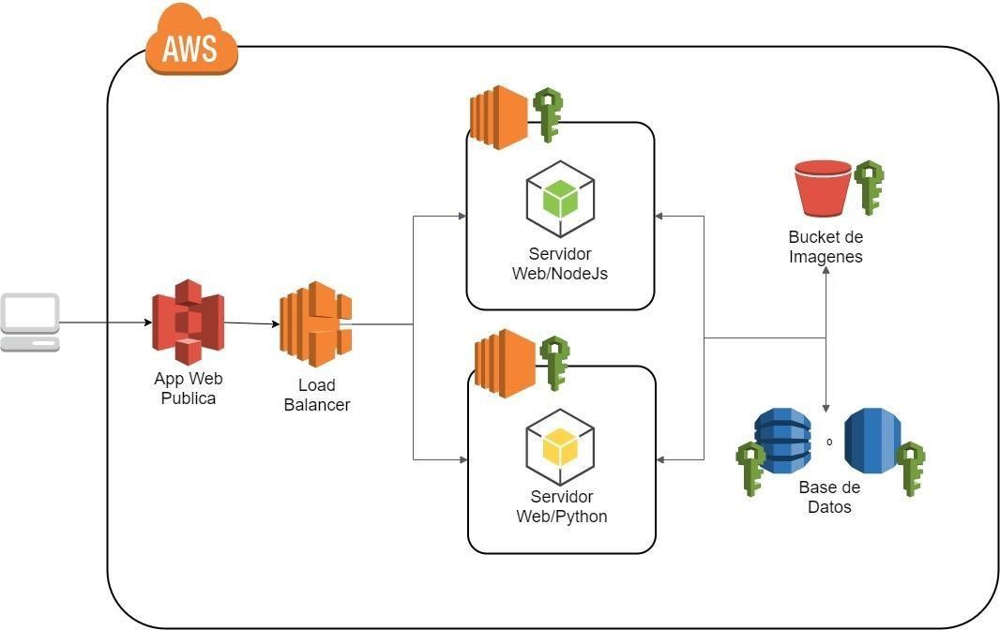 AWS
App Web
Publica
Load
Balancer
Servidor
Web/NodeJs
Servidor
Web/Python
Bucket de
Imagenes
o
Base de
Datos